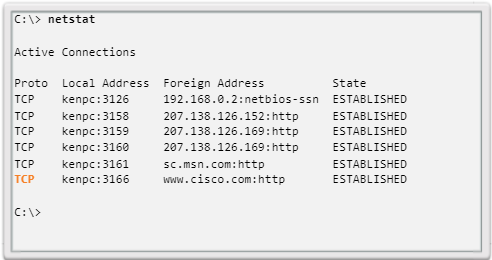 C:\> netstat
Active Connections
Proto  Local Address  Foreign Address          State
TCP    kenpc:3126     192.168.0.2:netbios-ssn  ESTABLISHED
TCP    kenpc:3158     207.138.126.152:http     ESTABLISHED
TCP    kenpc:3159     207.138.126.169:http     ESTABLISHED
TCP    kenpc:3160     207.138.126.169:http     ESTABLISHED
TCP    kenpc:3161     sc.msn.com:http          ESTABLISHED
TCP    kenpc:3166     www.cisco.com:http       ESTABLISHED
C:\>